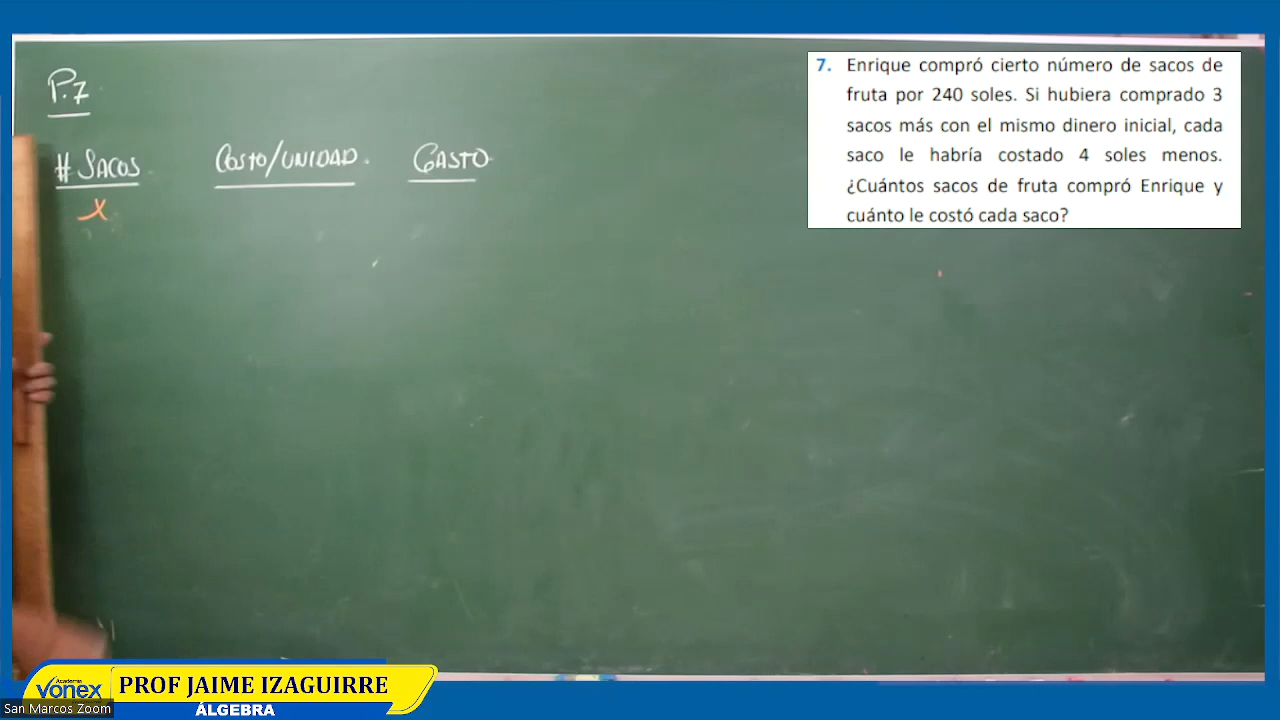 P.7
# SACOS
COSTO/UNIDAD.
GASTO
x
7. Enrique compró cierto número de sacos de
fruta por 240 soles. Si hubiera comprado 3
sacos más con el mismo dinero inicial, cada
saco le habría costado 4 soles menos.
¿Cuántos sacos de fruta compró Enrique y
cuánto le costó cada saco?
Academia
vonex
PROF JAIME IZAGUIRRE
ÁLGEBRA
San Marcos Zoom